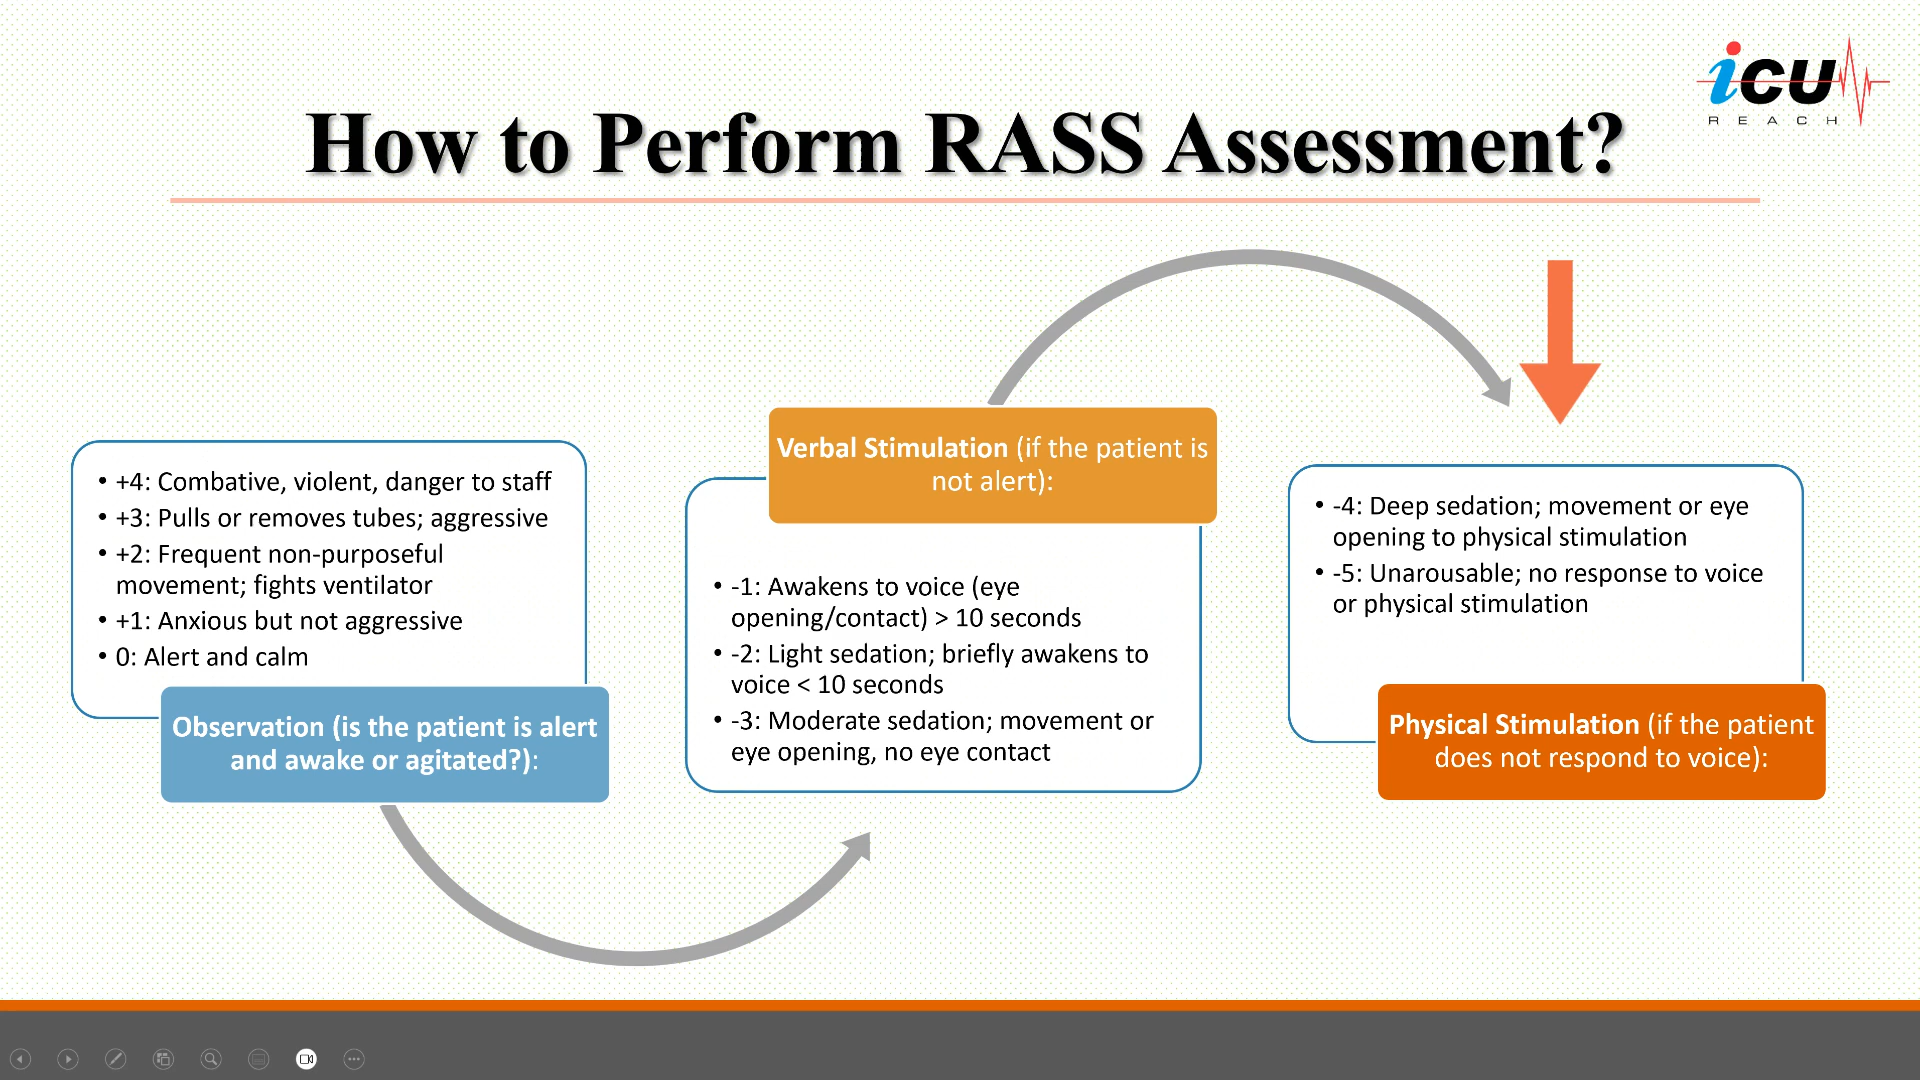 icu
REACH
How to Perform RASS Assessment?
• +4: Combative, violent, danger to staff
• +3: Pulls or removes tubes; aggressive
• +2: Frequent non-purposeful
movement; fights ventilator
• +1: Anxious but not aggressive
• 0: Alert and calm
Observation (is the patient is alert
and awake or agitated?):
Verbal Stimulation (if the patient is
not alert):
• -1: Awakens to voice (eye
opening/contact) > 10 seconds
• -2: Light sedation; briefly awakens to
voice < 10 seconds
• -3: Moderate sedation; movement or
eye opening, no eye contact
• -4: Deep sedation; movement or eye
opening to physical stimulation
• -5: Unarousable; no response to voice
or physical stimulation
Physical Stimulation (if the patient
does not respond to voice):